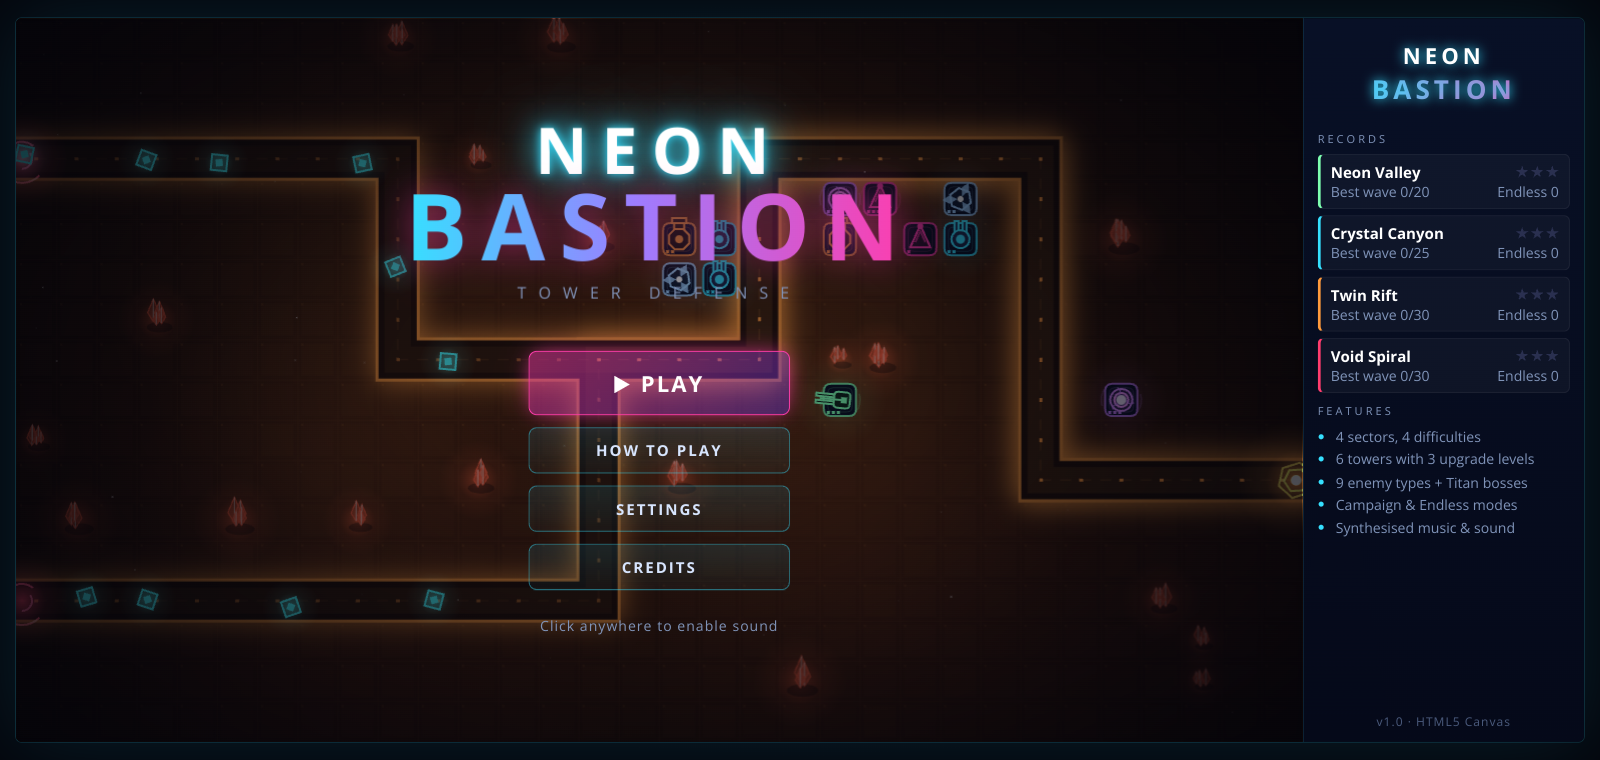 NEON
BASTION
TOWER DEFENSE
▶ PLAY
HOW TO PLAY
SETTINGS
CREDITS
Click anywhere to enable sound
NEON
BASTION
RECORDS
Neon Valley ★★★
Best wave 0/20 Endless 0
Crystal Canyon ★★★
Best wave 0/25 Endless 0
Twin Rift ★★★
Best wave 0/30 Endless 0
Void Spiral ★★★
Best wave 0/30 Endless 0
FEATURES
• 4 sectors, 4 difficulties
• 6 towers with 3 upgrade levels
• 9 enemy types + Titan bosses
• Campaign & Endless modes
• Synthesised music & sound
v1.0 · HTML5 Canvas